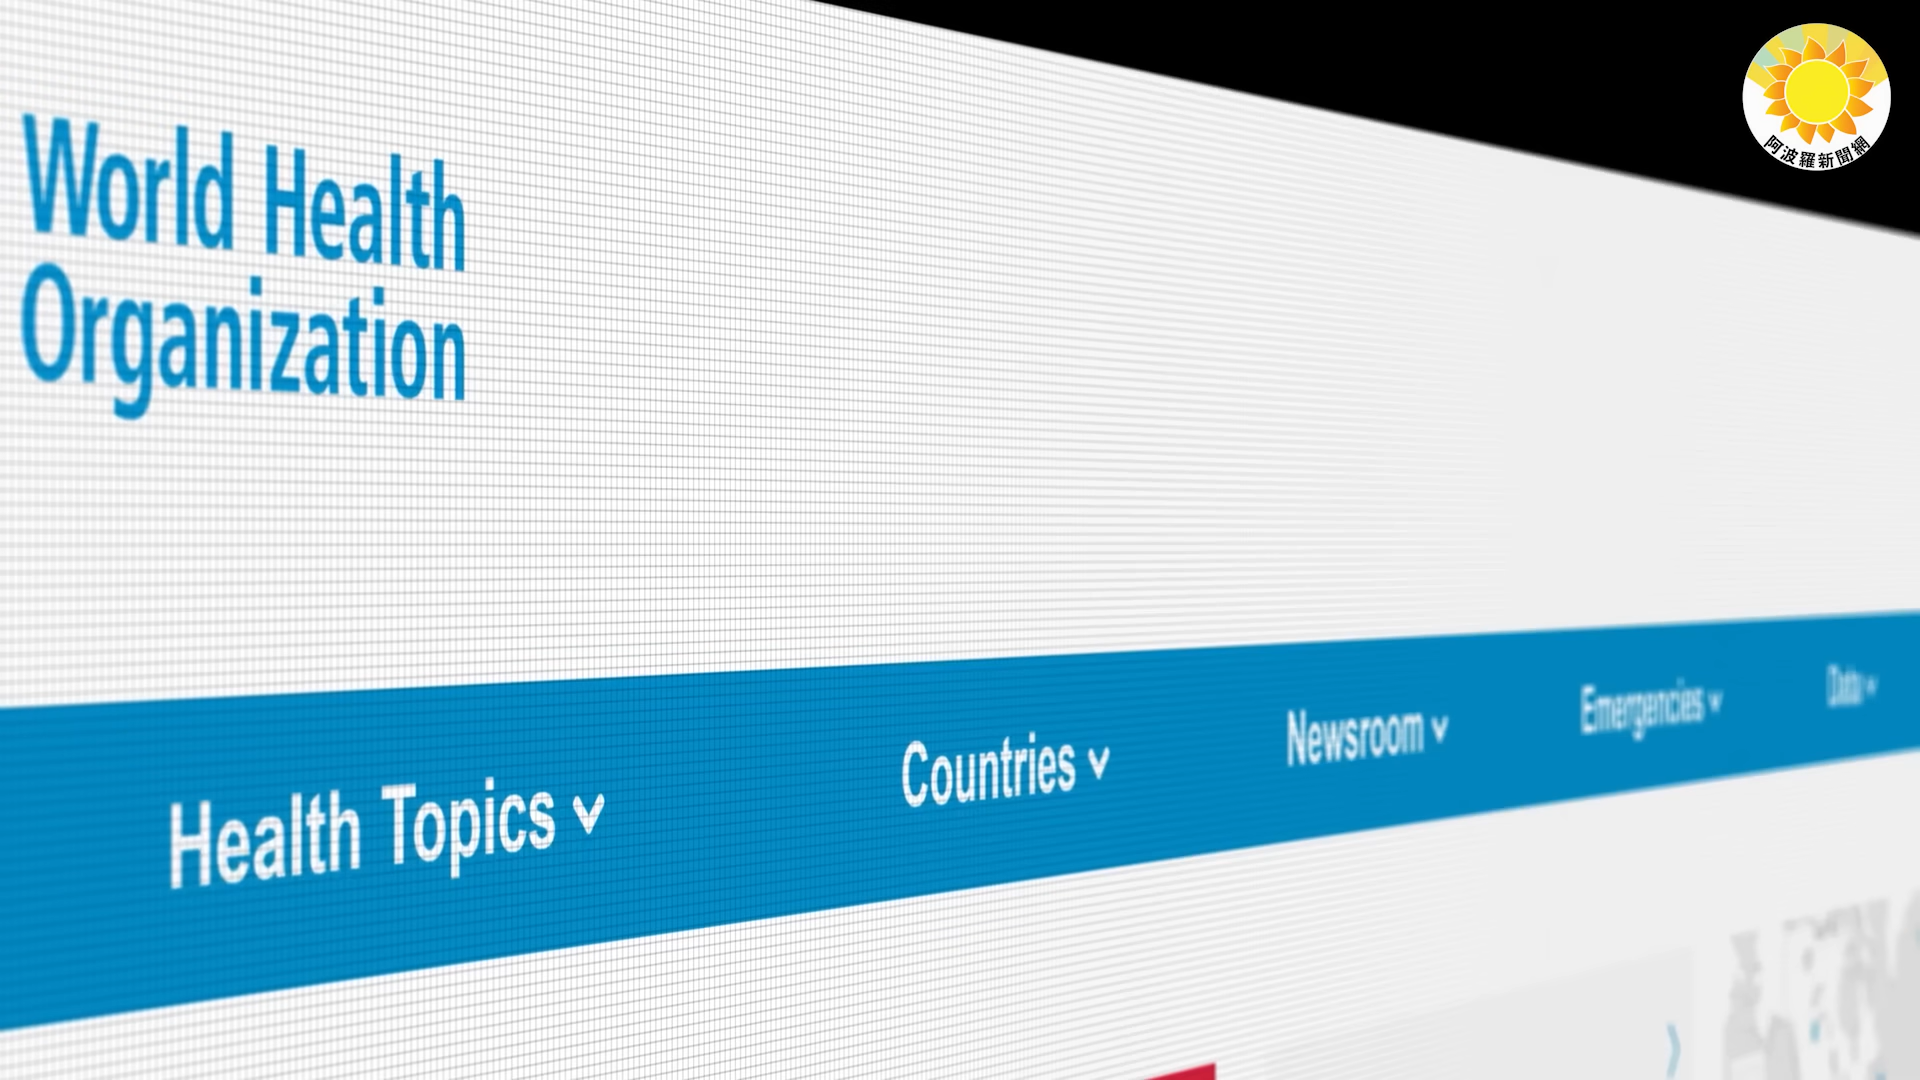 World Health
Organization
阿波羅新聞網
Health Topics
Countries
Newsroom
Emergencies
Data